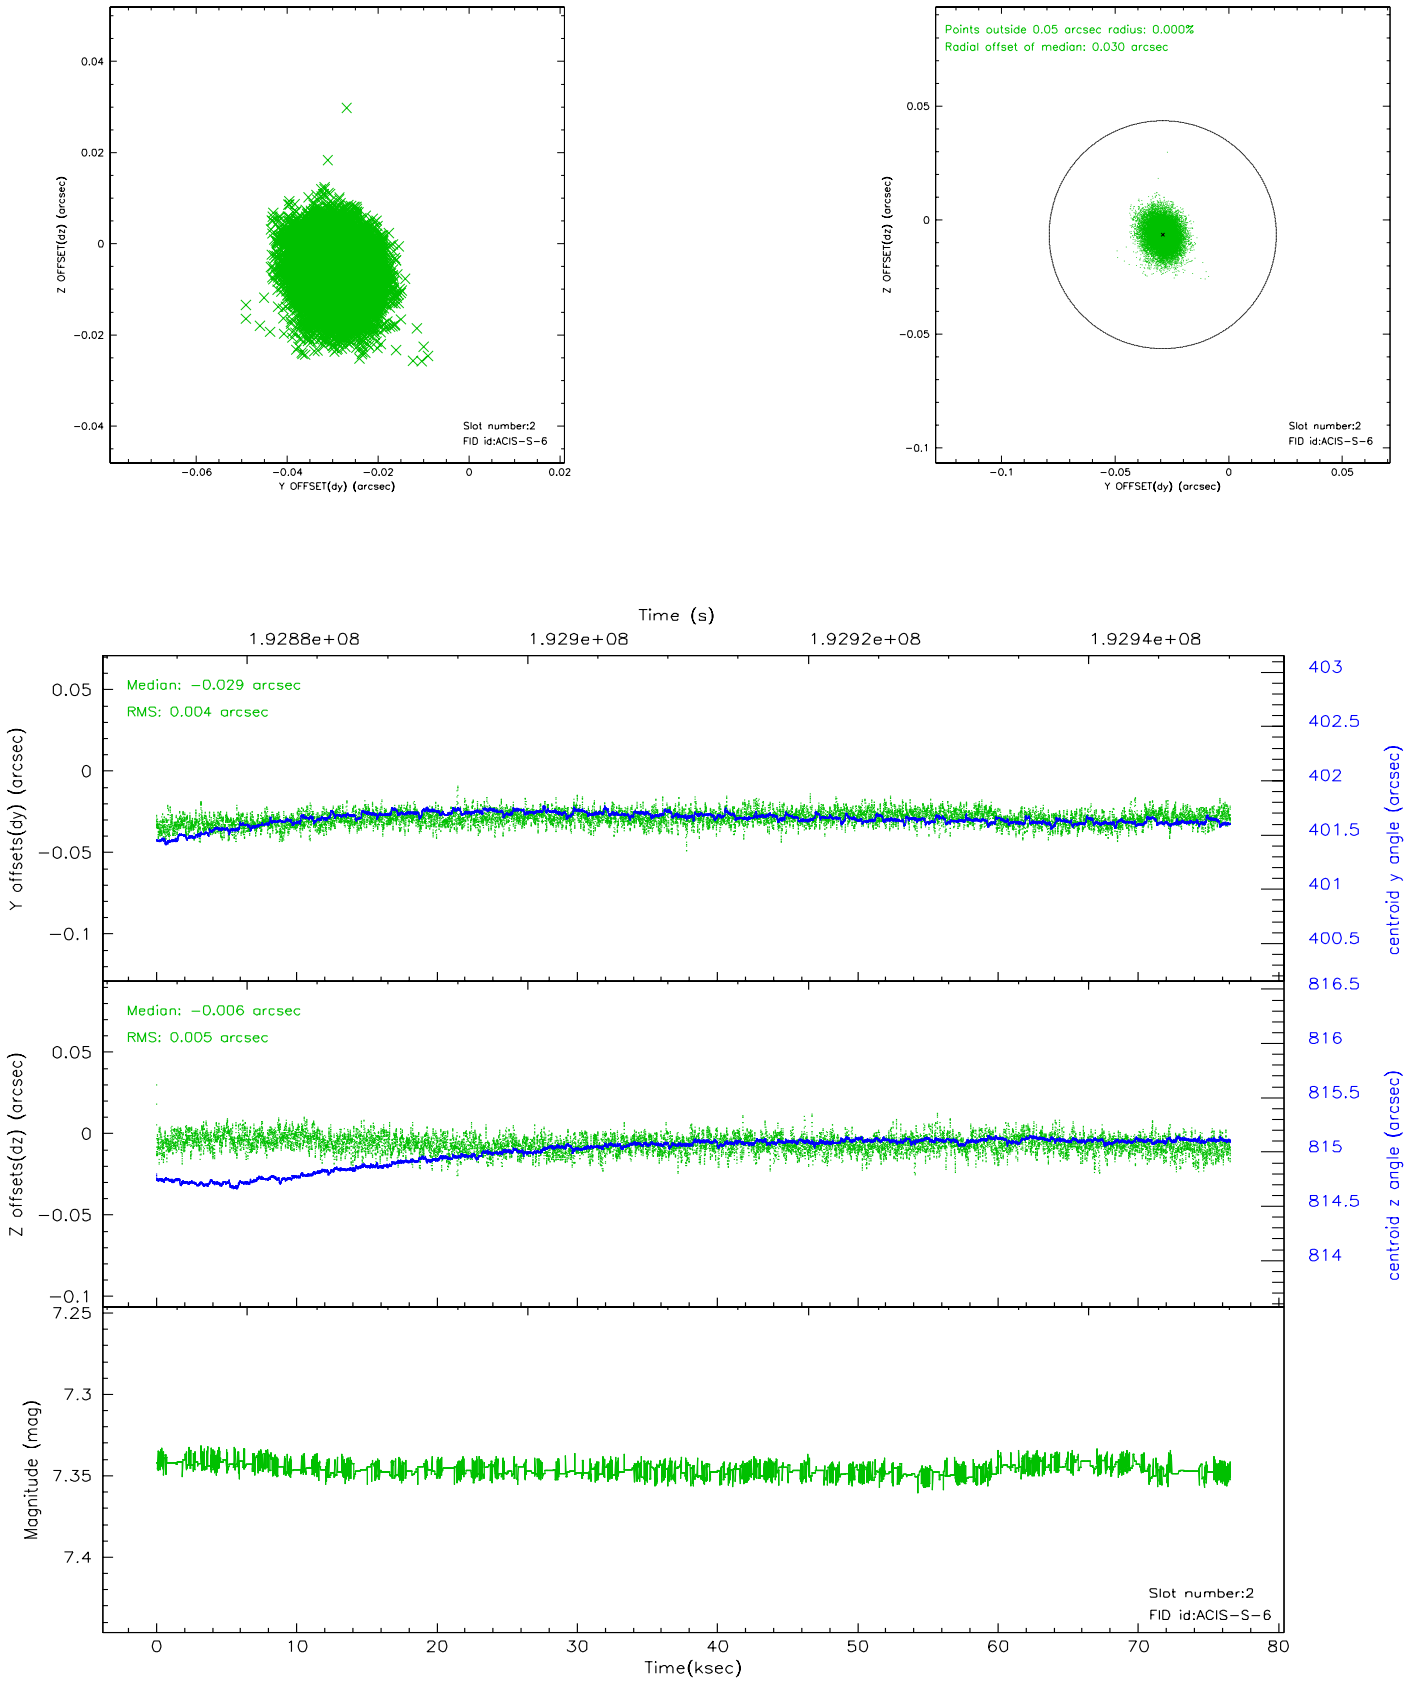 0.04
0.02
0
-0.02
-0.04
Z OFFSET(dz) (arcsec)
Slot number:2
FID id:ACIS-S-6
-0.06
-0.04
-0.02
0
0.02
Y OFFSET(dy) (arcsec)
Points outside 0.05 arcsec radius: 0.000%
Radial offset of median: 0.030 arcsec
0.05
0
-0.05
-0.1
Z OFFSET(dz) (arcsec)
Slot number:2
FID id:ACIS-S-6
-0.1
-0.05
0
0.05
Y OFFSET(dy) (arcsec)
Time (s)
1.9288e+08
1.929e+08
1.9292e+08
1.9294e+08
Median: -0.029 arcsec
RMS: 0.004 arcsec
0.05
0
-0.05
-0.1
Y offsets(dy) (arcsec)
403
402.5
402
401.5
401
400.5
centroid y angle (arcsec)
Median: -0.006 arcsec
RMS: 0.005 arcsec
0.05
0
-0.05
-0.1
Z offsets(dz) (arcsec)
816.5
816
815.5
815
814.5
814
centroid z angle (arcsec)
7.25
7.3
7.35
7.4
Magnitude (mag)
Slot number:2
FID id:ACIS-S-6
0
10
20
30
40
50
60
70
80
Time(ksec)